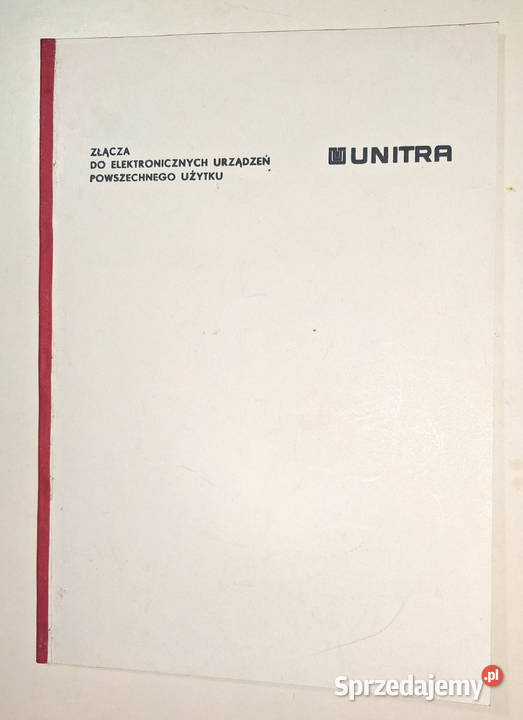 ZŁĄCZA
DO ELEKTRONICZNYCH URZĄDZEŃ
POWSZECHNEGO UŻYTKU
UNITRA
Sprzedajemy.pl